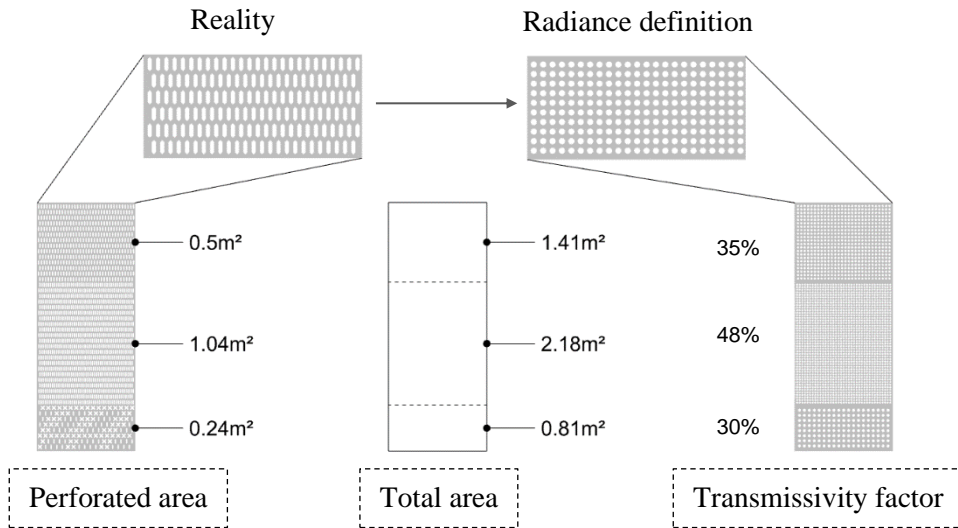 Reality
Radiance definition
0.5m²
1.41m²
35%
1.04m²
2.18m²
48%
0.24m²
0.81m²
30%
Perforated area
Total area
Transmissivity factor